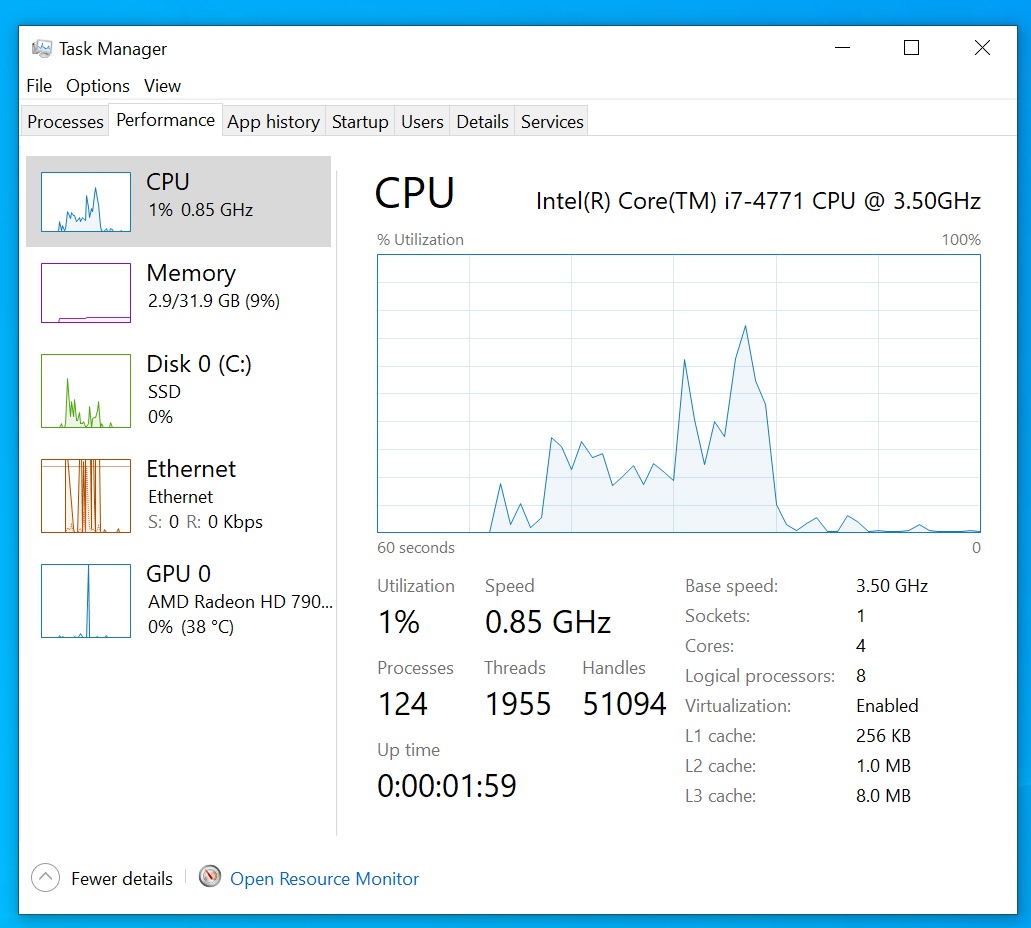 Task Manager
File Options View
Processes Performance App history Startup Users Details Services
CPU
1% 0.85 GHz
Memory
2.9/31.9 GB (9%)
Disk 0 (C:)
SSD
0%
Ethernet
Ethernet
S: 0 R: 0 Kbps
GPU 0
AMD Radeon HD 790...
0% (38 °C)
CPU Intel(R) Core(TM) i7-4771 CPU @ 3.50GHz
% Utilization 100%
60 seconds 0
Utilization Speed
1% 0.85 GHz
Processes Threads Handles
124 1955 51094
Up time
0:00:01:59
Base speed: 3.50 GHz
Sockets: 1
Cores: 4
Logical processors: 8
Virtualization: Enabled
L1 cache: 256 KB
L2 cache: 1.0 MB
L3 cache: 8.0 MB
Fewer details Open Resource Monitor